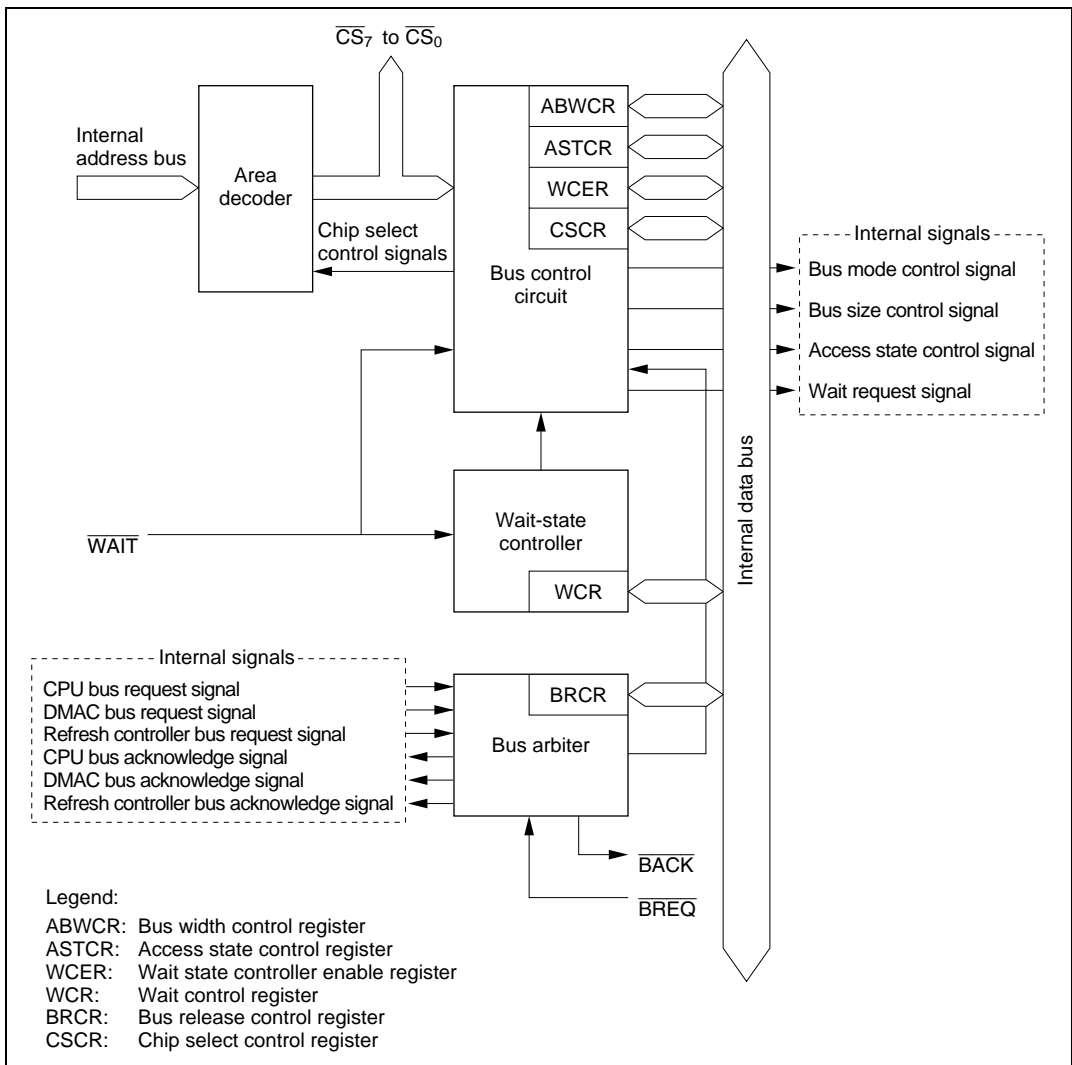 C̅S̅₇ to C̅S̅₀
Internal
address bus
Area
decoder
Chip select
control signals
ABWCR
ASTCR
WCER
CSCR
Bus control
circuit
Internal signals
Bus mode control signal
Bus size control signal
Access state control signal
Wait request signal
Internal data bus
W̅A̅I̅T̅
Wait-state
controller
WCR
Internal signals
CPU bus request signal
DMAC bus request signal
Refresh controller bus request signal
CPU bus acknowledge signal
DMAC bus acknowledge signal
Refresh controller bus acknowledge signal
BRCR
Bus arbiter
B̅A̅C̅K̅
B̅R̅E̅Q̅
Legend:
ABWCR: Bus width control register
ASTCR: Access state control register
WCER: Wait state controller enable register
WCR: Wait control register
BRCR: Bus release control register
CSCR: Chip select control register